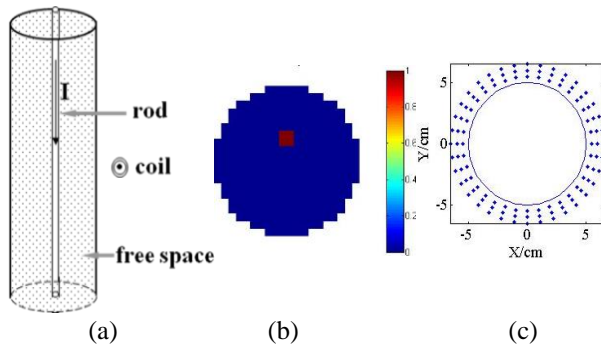 I
rod
coil
free space
(a)
1
0.8
0.6
0.4
0.2
0
(b)
Y/cm
5
0
-5
-5
0
5
X/cm
(c)